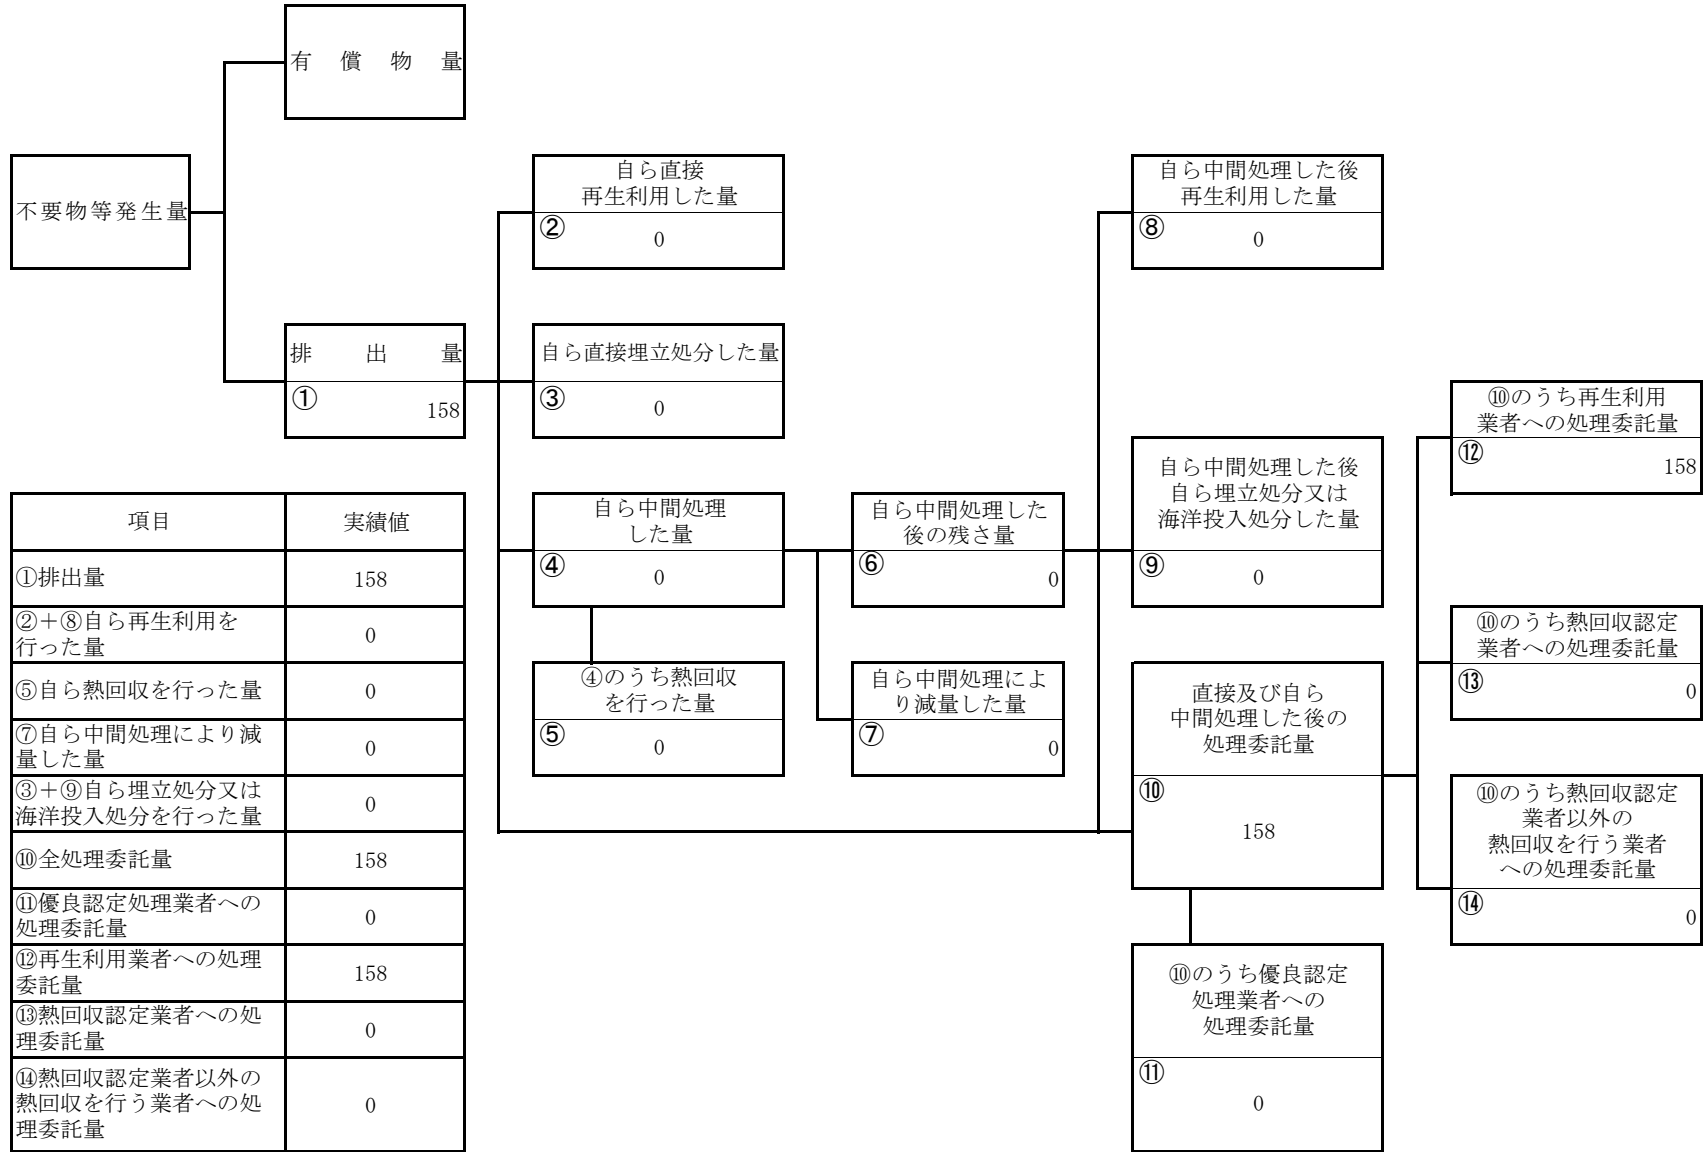 有償物量
不要物等発生量
排出量
①
158
自ら直接
再生利用した量
②
0
自ら直接埋立処分した量
③
0
自ら中間処理
した量
④
0
④のうち熱回収
を行った量
⑤
0
自ら中間処理した
後の残さ量
⑥
0
自ら中間処理によ
り減量した量
⑦
0
自ら中間処理した後
再生利用した量
⑧
0
自ら中間処理した後
自ら埋立処分又は
海洋投入処分した量
⑨
0
直接及び自ら
中間処理した後の
処理委託量
⑩
158
⑩のうち優良認定
処理業者への
処理委託量
⑪
0
⑩のうち再生利用
業者への処理委託量
⑫
158
⑩のうち熱回収認定
業者への処理委託量
⑬
0
⑩のうち熱回収認定
業者以外の
熱回収を行う業者
への処理委託量
⑭
0
項目 実績値
①排出量 158
②+⑧自ら再生利用を
行った量 0
⑤自ら熱回収を行った量 0
⑦自ら中間処理により減
量した量 0
③+⑨自ら埋立処分又は
海洋投入処分を行った量 0
⑩全処理委託量 158
⑪優良認定処理業者への
処理委託量 0
⑫再生利用業者への処理
委託量 158
⑬熱回収認定業者への処
理委託量 0
⑭熱回収認定業者以外の
熱回収を行う業者への処
理委託量 0